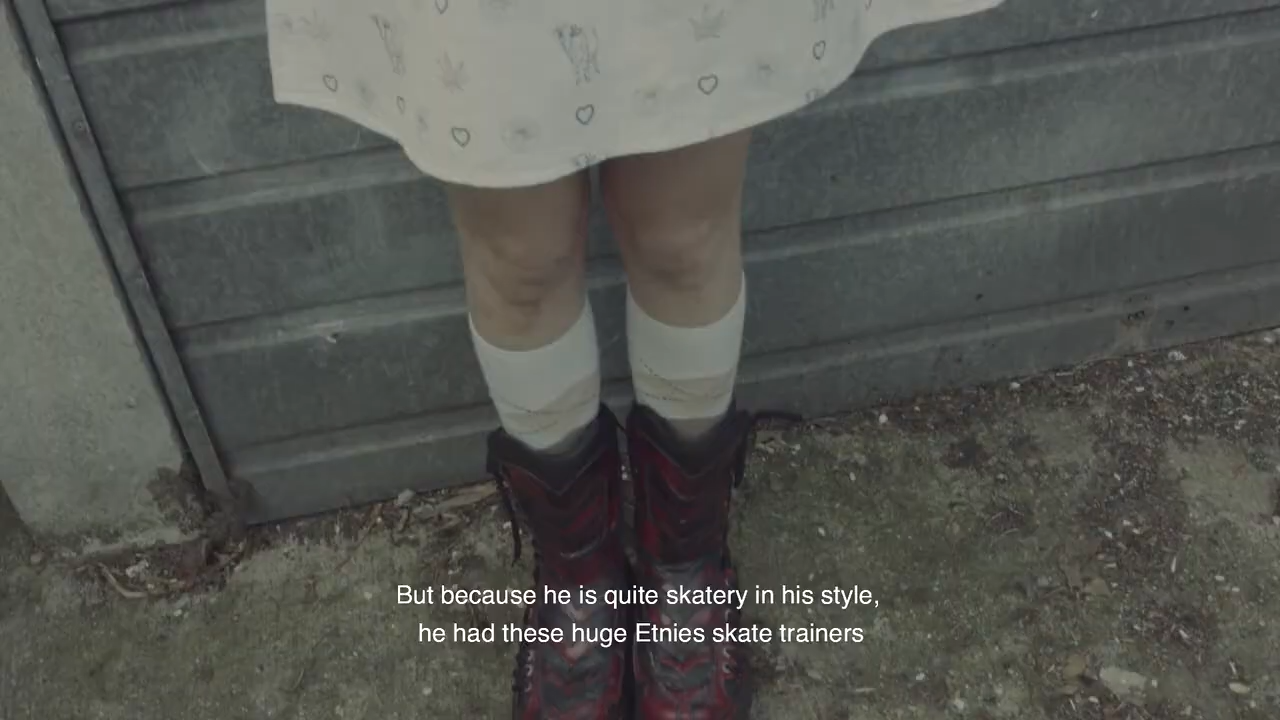 But because he is quite skatery in his style,
he had these huge Etnies skate trainers